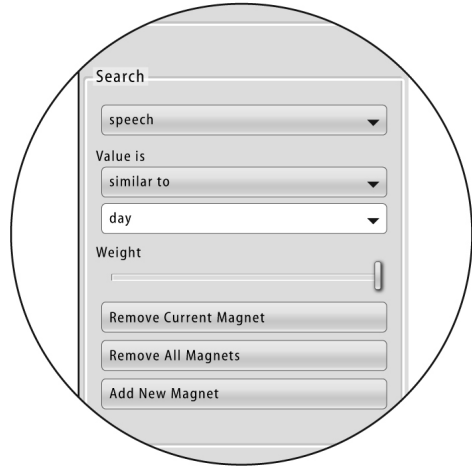 Search
speech
Value is
similar to
day
Weight
Remove Current Magnet
Remove All Magnets
Add New Magnet